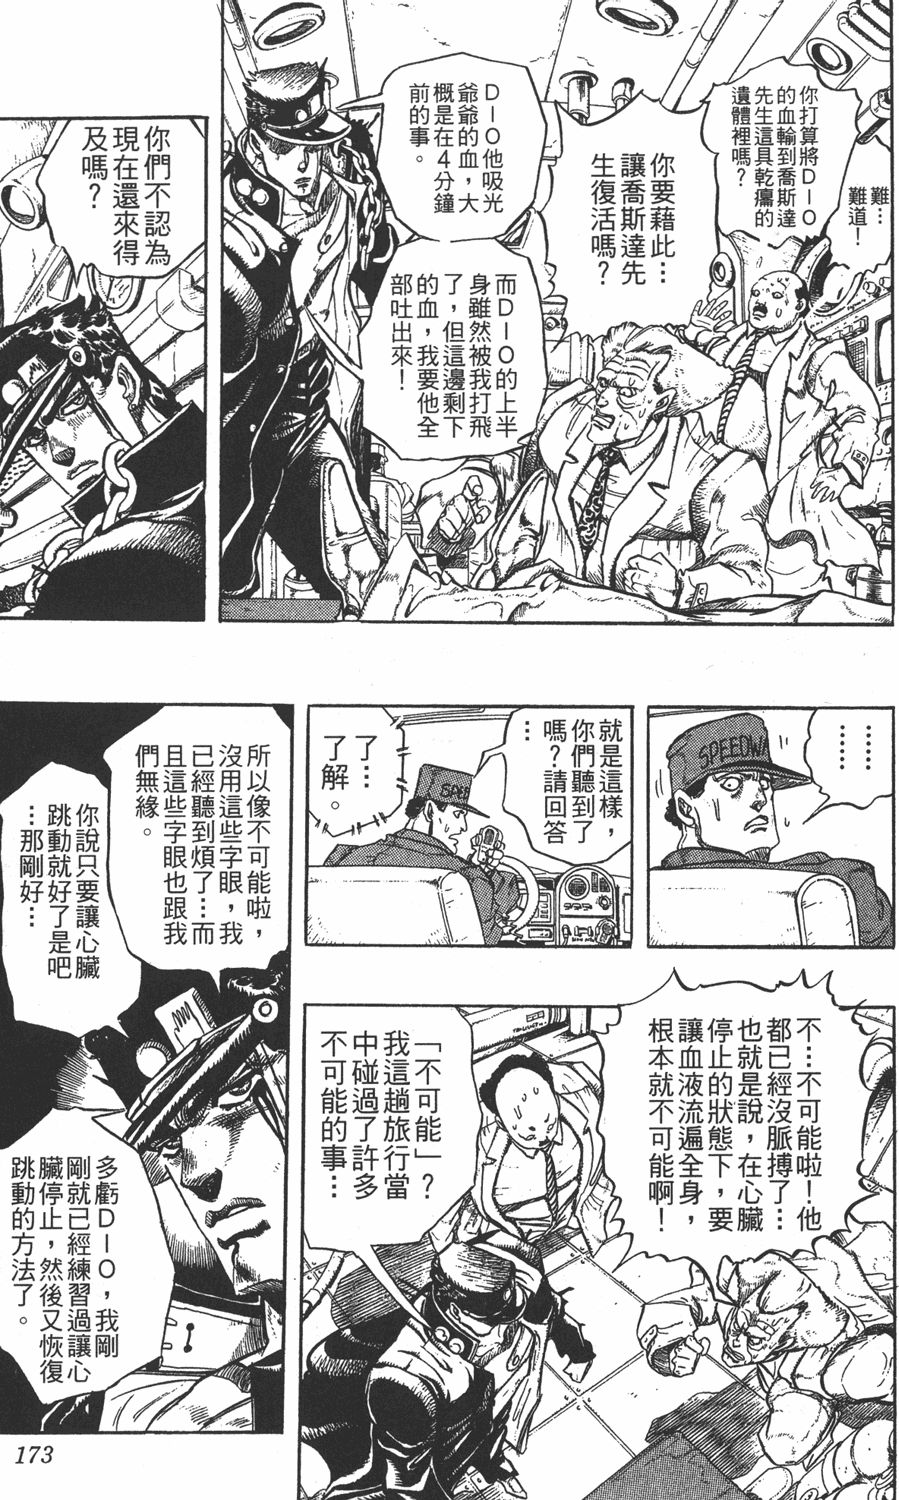 難…
難道！
你打算將ＤＩＯ
的血輸到喬斯達
先生這具乾癟的
遺體裡嗎？
你要藉此…
讓喬斯達先
生復活嗎？
ＤＩＯ他吸光
爺爺的血，大
概是在4分鐘
前的事。
而ＤＩＯ的上半
身雖然被我打飛
了，但這邊剩下
的血，我要他全
部吐出來！
你們不認為
現在還來得
及嗎？
……
……
SPEEDWA
就是這樣，
你們聽到了
嗎？請回答
…
了…
了解。
SPE
不…不可能啦！他
都已經沒脈搏了…
也就是說，在心臟
停止的狀態下，要
讓血液流遍全身，
根本就不可能啊！
「不可能」？
我這趟旅行當
中碰過了許多
不可能的事…
所以像不可能啦，
沒用這些字眼，我
已經聽到煩了…而
且這些字眼也跟我
們無緣。
你說只要讓心臟
跳動就好了是吧
…那剛好…
多虧ＤＩＯ，我剛
剛就已經練習過讓心
臟停止，然後又恢復
跳動的方法了。
173